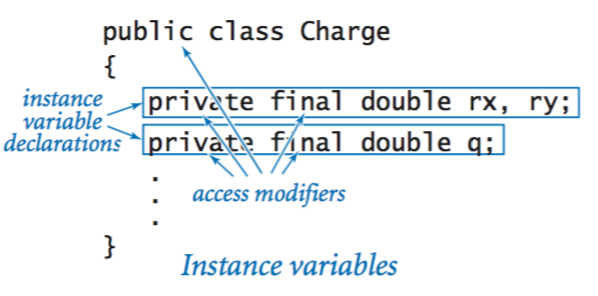 public class Charge
{
instance
variable
declarations
private final double rx, ry;
private final double q;
.
.
.
access modifiers
}
Instance variables